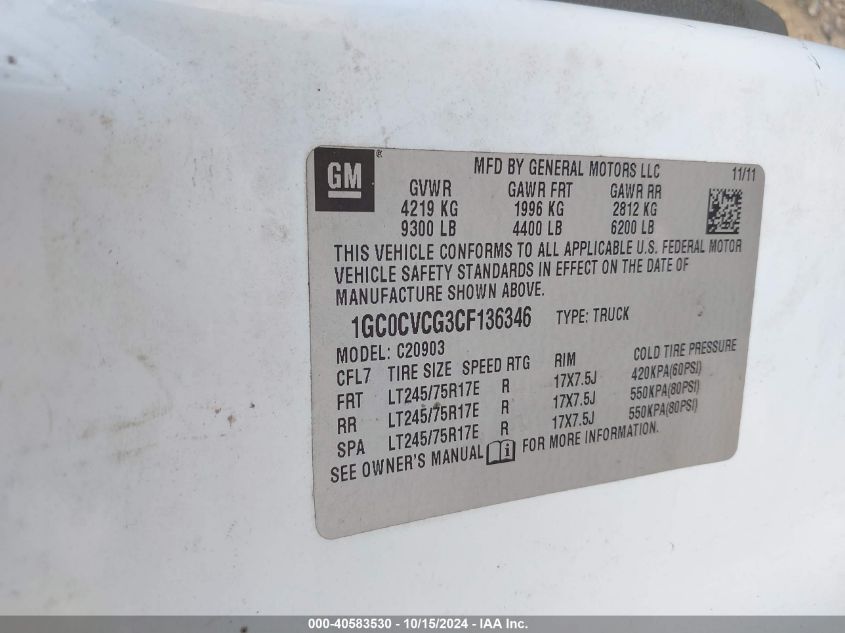 GM ®
MFD BY GENERAL MOTORS LLC 11/11
GVWR GAWR FRT GAWR RR
4219 KG 1996 KG 2812 KG
9300 LB 4400 LB 6200 LB
THIS VEHICLE CONFORMS TO ALL APPLICABLE U.S. FEDERAL MOTOR
VEHICLE SAFETY STANDARDS IN EFFECT ON THE DATE OF
MANUFACTURE SHOWN ABOVE.
1GC0CVCG3CF136346 TYPE: TRUCK
MODEL: C20903
CFL7 TIRE SIZE SPEED RTG RIM COLD TIRE PRESSURE
FRT LT245/75R17E R 17X7.5J 420KPA(60PSI)
RR LT245/75R17E R 17X7.5J 550KPA(80PSI)
SPA LT245/75R17E R 17X7.5J 550KPA(80PSI)
SEE OWNER'S MANUAL i FOR MORE INFORMATION.
000-40583530 - 10/15/2024 - IAA Inc.